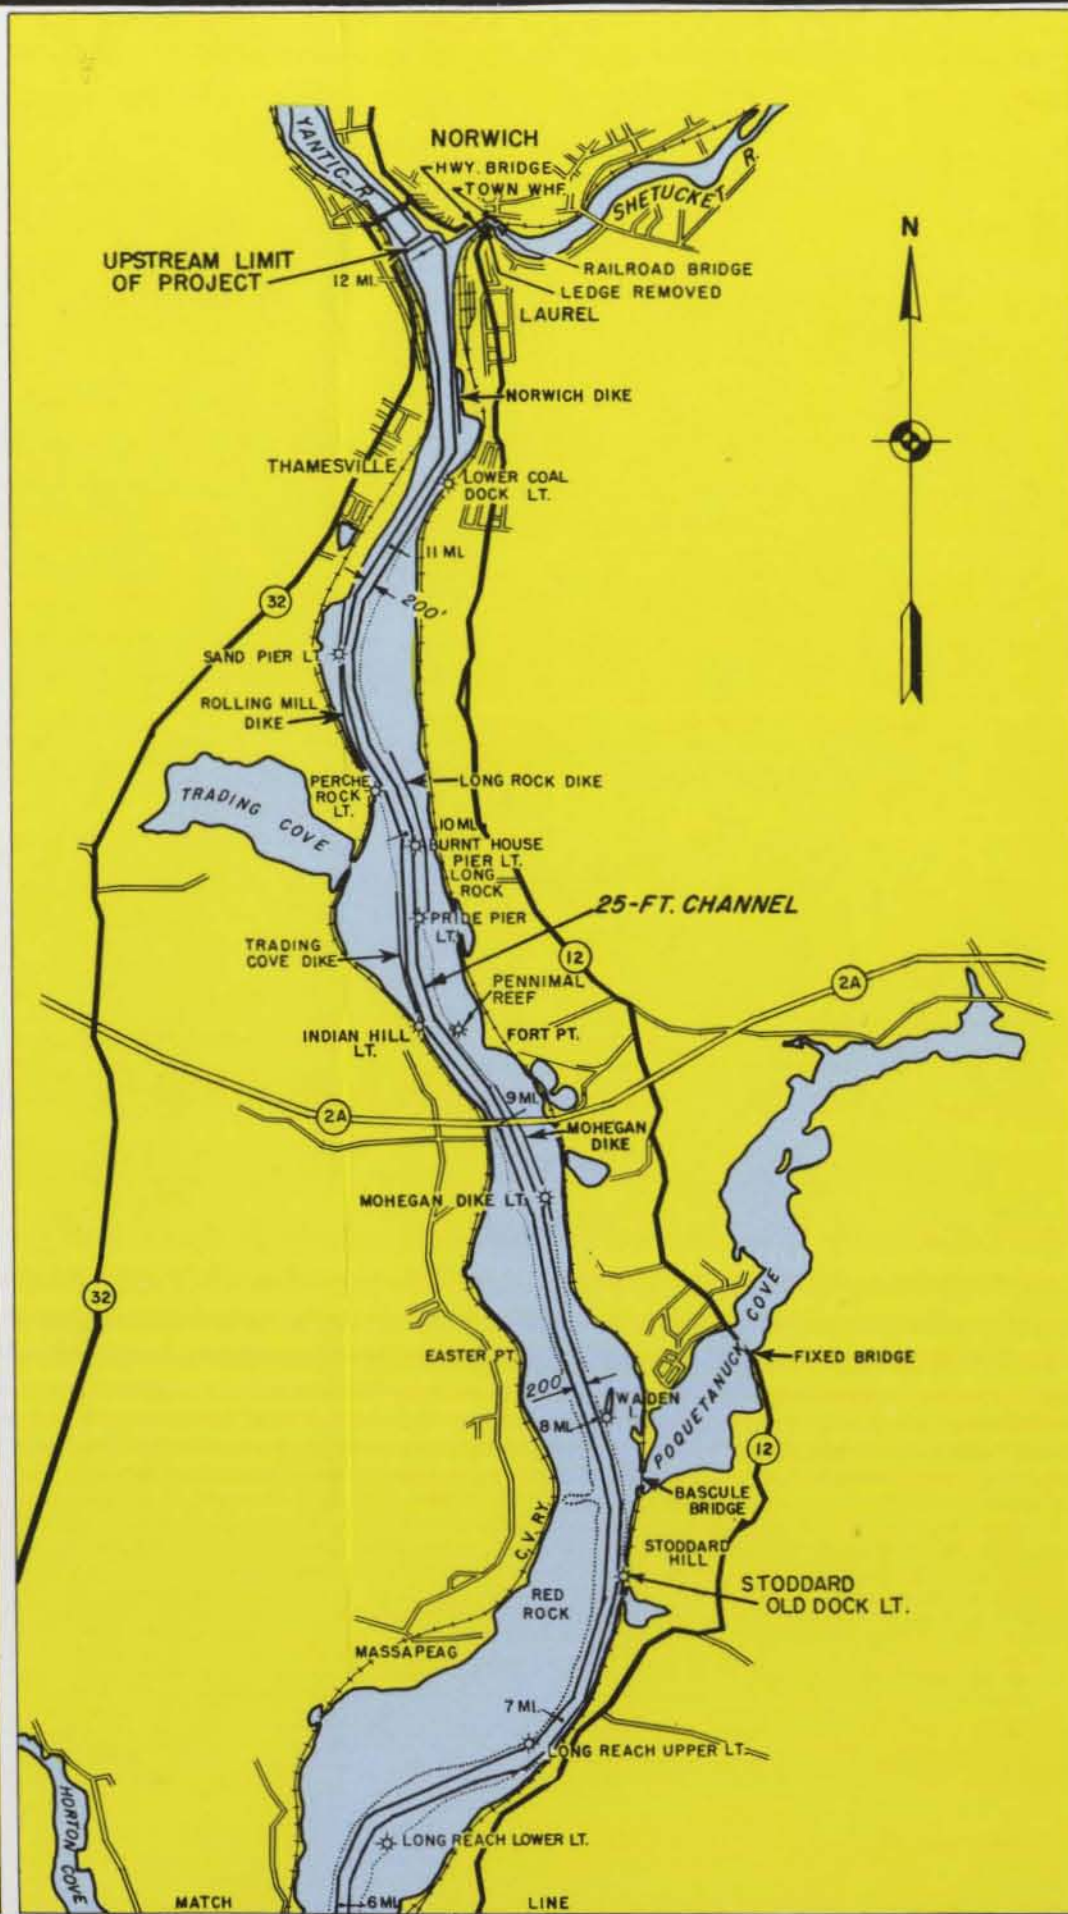 YANTIC R.
NORWICH
HWY. BRIDGE
TOWN WHF.
SHETUCKET R.
UPSTREAM LIMIT
OF PROJECT
12 MI.
RAILROAD BRIDGE
LEDGE REMOVED
LAUREL
N
NORWICH DIKE
THAMESVILLE
LOWER COAL
DOCK LT.
11 MI.
200'
32
SAND PIER LT.
ROLLING MILL
DIKE
PERCHE
ROCK
LT.
LONG ROCK DIKE
TRADING COVE
10 MI.
BURNT HOUSE
PIER LT.
LONG
ROCK
25-FT. CHANNEL
PRIDE PIER
LT.
TRADING
COVE DIKE
12
2A
PENNIMAL
REEF
INDIAN HILL
LT.
FORT PT.
9 MI.
2A
MOHEGAN
DIKE
MOHEGAN DIKE LT.
32
POQUETANUCK COVE
EASTER PT.
FIXED BRIDGE
200'
WADEN
I.
8 MI.
12
BASCULE
BRIDGE
C.V. RY.
STODDARD
HILL
STODDARD
OLD DOCK LT.
RED
ROCK
MASSAPEAG
7 MI.
LONG REACH UPPER LT.
HORTON COVE
LONG REACH LOWER LT.
MATCH LINE
6 MI.